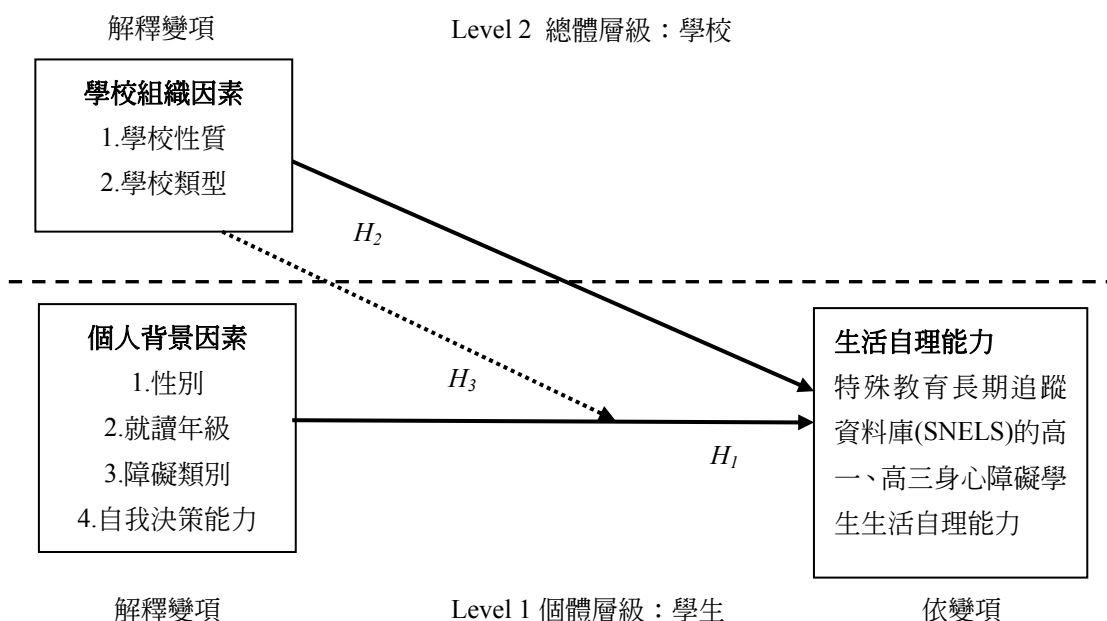 解釋變項
Level 2 總體層級：學校
學校組織因素
1.學校性質
2.學校類型
H2
個人背景因素
1.性別
2.就讀年級
3.障礙類別
4.自我決策能力
H3
H1
生活自理能力
特殊教育長期追蹤
資料庫(SNELS)的高
一、高三身心障礙學
生生活自理能力
解釋變項
Level 1 個體層級：學生
依變項